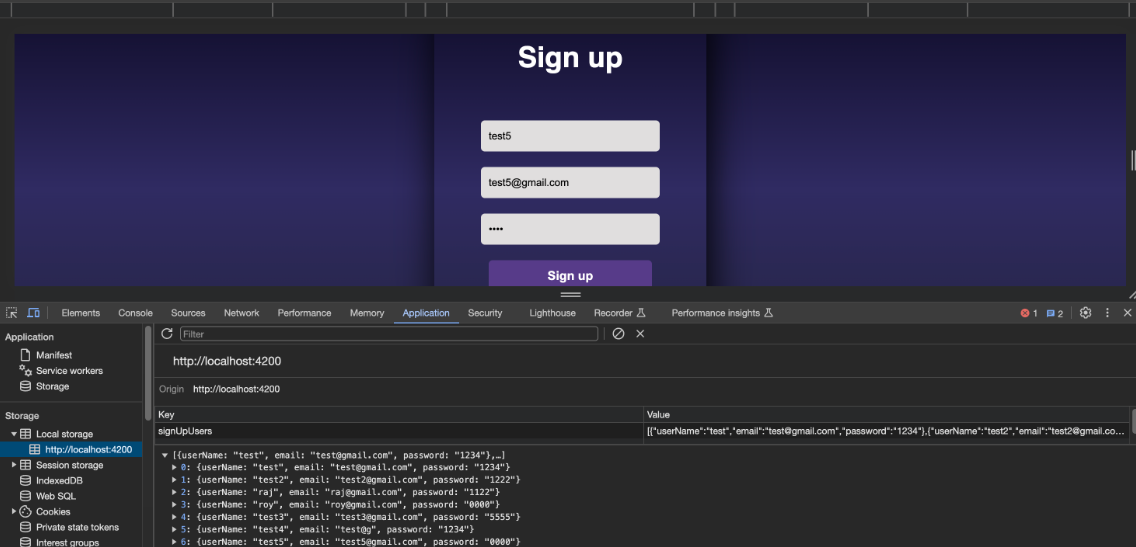 Sign up
test5
test5@gmail.com
••••
Sign up
Elements Console Sources Network Performance Memory Application Security Lighthouse Recorder Performance insights 1 2
Application
Filter
Manifest
http://localhost:4200
Service workers
Storage
Origin http://localhost:4200
Storage
Key Value
Local storage
signUpUsers [{"userName":"test","email":"test@gmail.com","password":"1234"},{"userName":"test2","email":"test2@gmail.co…
http://localhost:4200
Session storage
[{userName: "test", email: "test@gmail.com", password: "1234"},…]
0: {userName: "test", email: "test@gmail.com", password: "1234"}
IndexedDB
1: {userName: "test2", email: "test2@gmail.com", password: "1222"}
Web SQL
2: {userName: "raj", email: "raj@gmail.com", password: "1122"}
Cookies
3: {userName: "roy", email: "roy@gmail.com", password: "0000"}
4: {userName: "test3", email: "test3@gmail.com", password: "5555"}
Private state tokens
5: {userName: "test4", email: "test@g", password: "1234"}
Interest groups
6: {userName: "test5", email: "test5@gmail.com", password: "0000"}